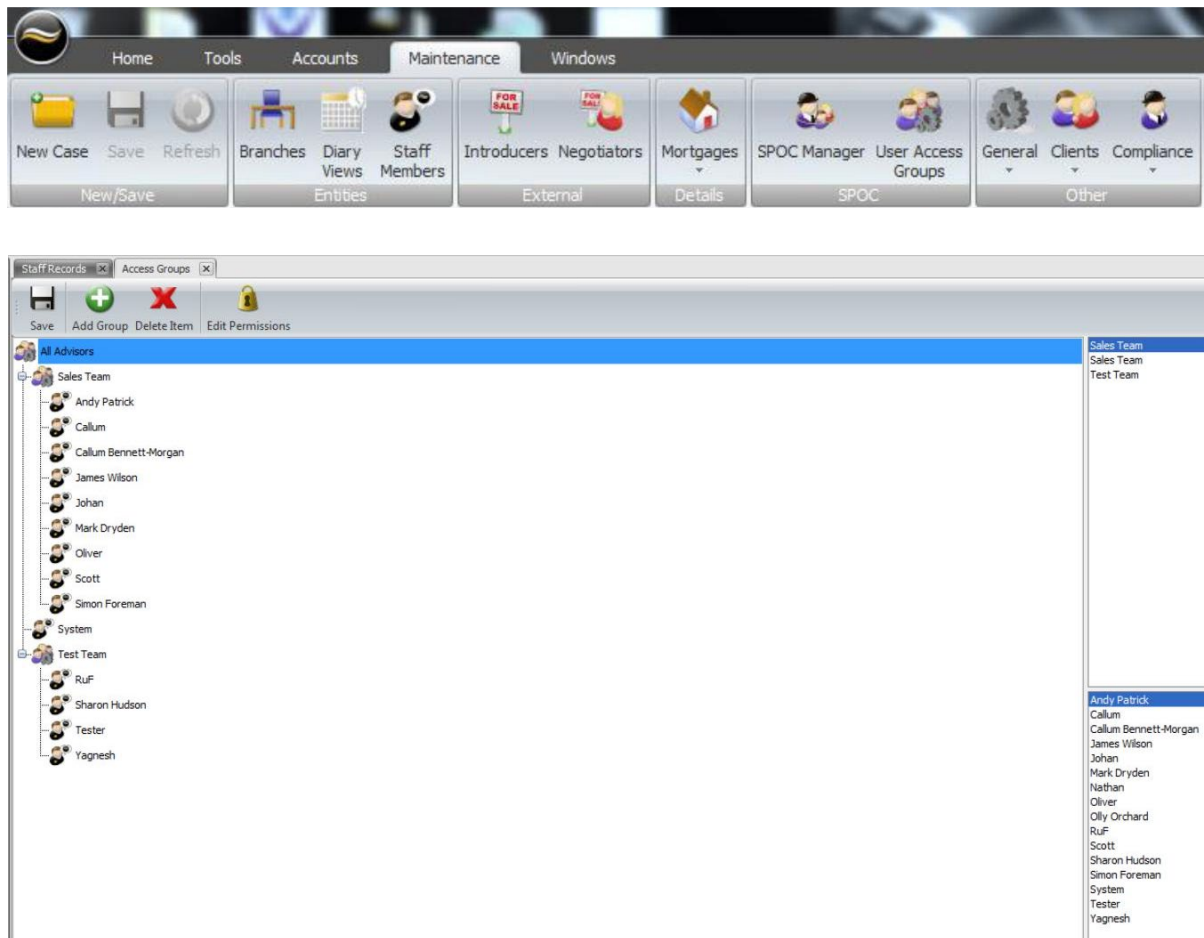 Home Tools Accounts Maintenance Windows
FOR SALE
FOR SALE
New Case Save Refresh Branches Diary Views Staff Members Introducers Negotiators Mortgages SPOC Manager User Access Groups General Clients Compliance
New/Save Entities External Details SPOC Other
Staff Records Access Groups
Save Add Group Delete Item Edit Permissions
All Advisors
Sales Team
Andy Patrick
Callum
Callum Bennett-Morgan
James Wilson
Johan
Mark Dryden
Oliver
Scott
Simon Foreman
System
Test Team
RuF
Sharon Hudson
Tester
Yagnesh
Sales Team
Sales Team
Test Team
Andy Patrick
Callum
Callum Bennett-Morgan
James Wilson
Johan
Mark Dryden
Nathan
Oliver
Olly Orchard
RuF
Scott
Sharon Hudson
Simon Foreman
System
Tester
Yagnesh